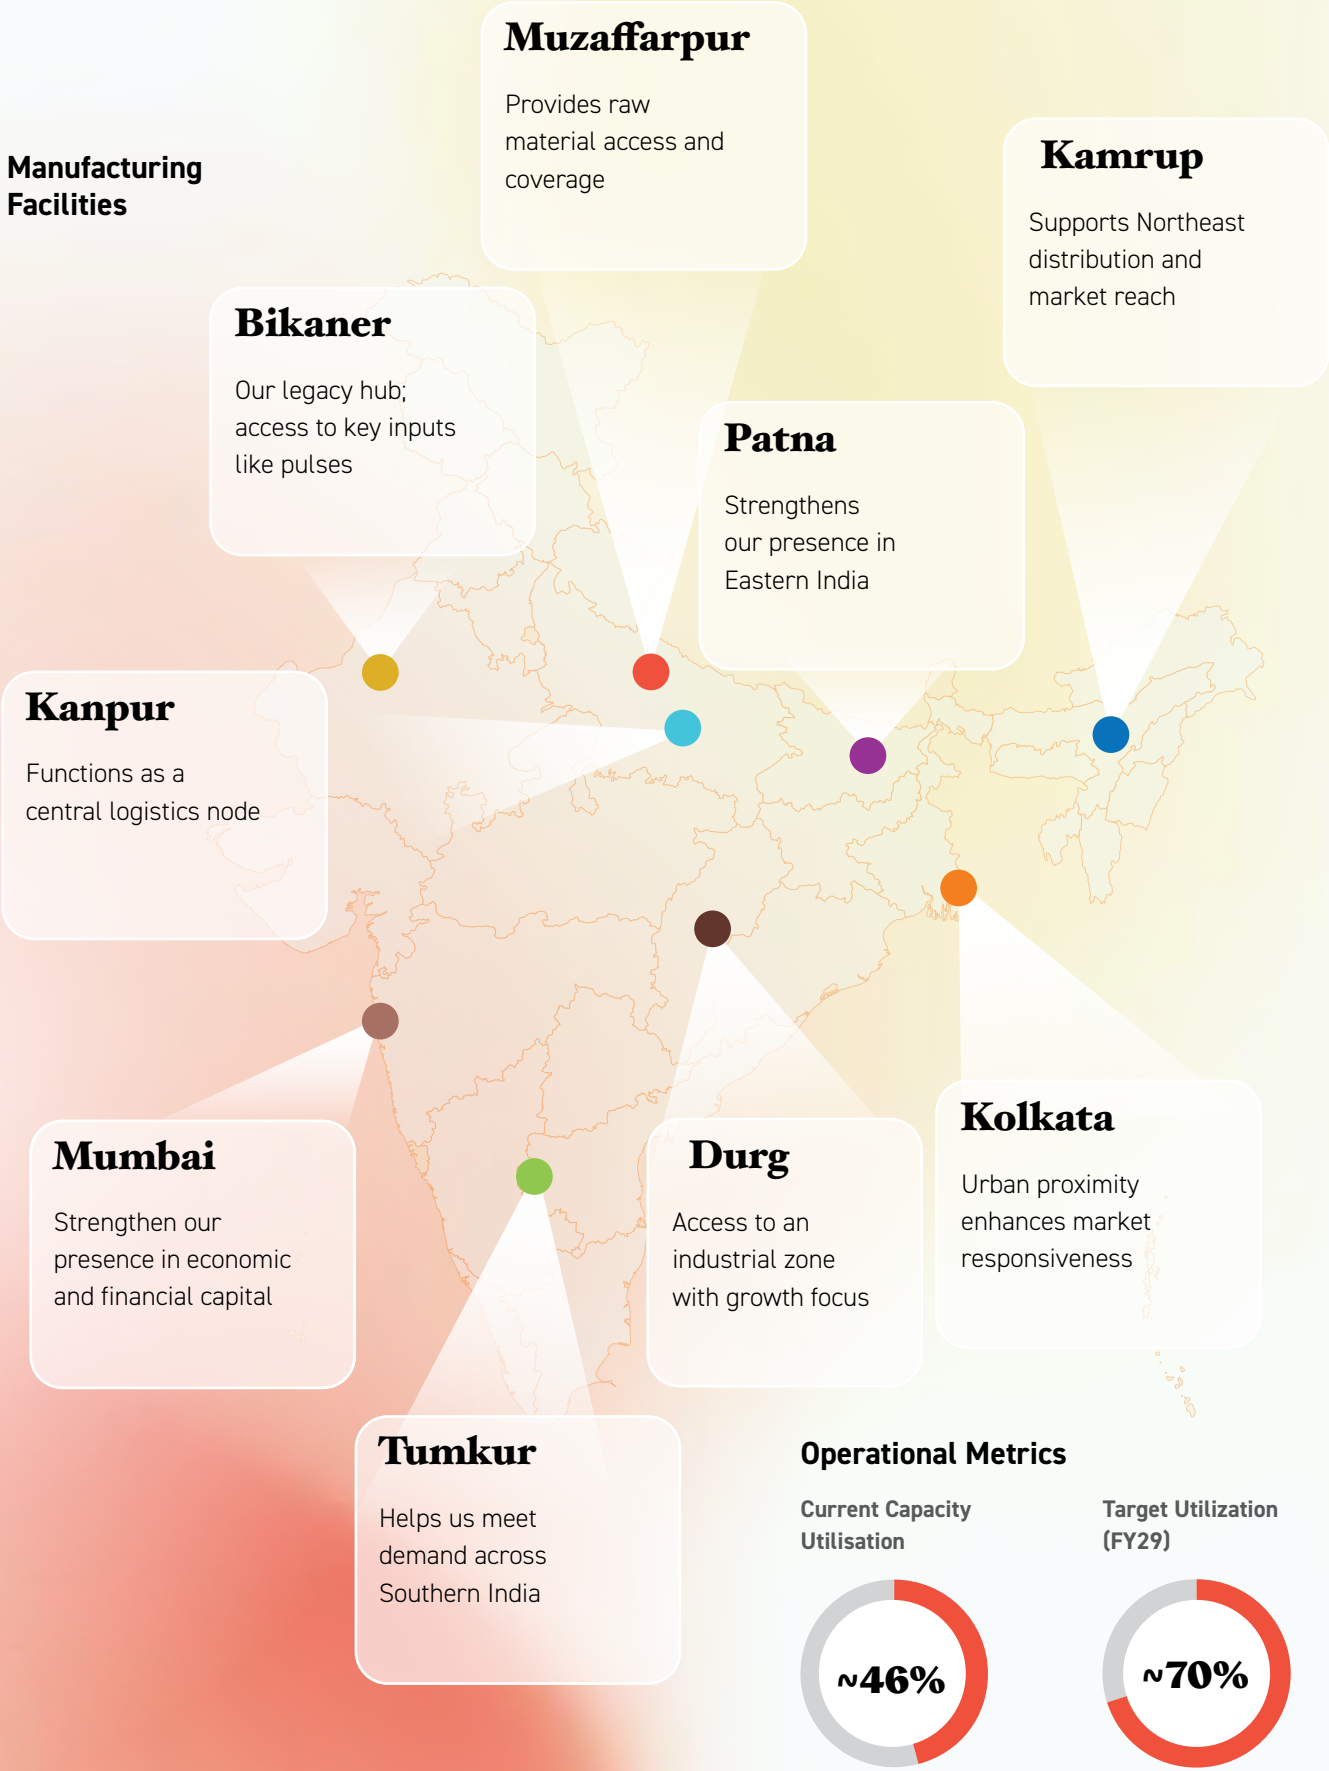 Manufacturing
Facilities
Muzaffarpur
Provides raw
material access and
coverage
Kamrup
Supports Northeast
distribution and
market reach
Bikaner
Our legacy hub;
access to key inputs
like pulses
Patna
Strengthens
our presence in
Eastern India
Kanpur
Functions as a
central logistics node
Mumbai
Strengthen our
presence in economic
and financial capital
Durg
Access to an
industrial zone
with growth focus
Kolkata
Urban proximity
enhances market
responsiveness
Tumkur
Helps us meet
demand across
Southern India
Operational Metrics
Current Capacity
Utilisation
~46%
Target Utilization
(FY29)
~70%